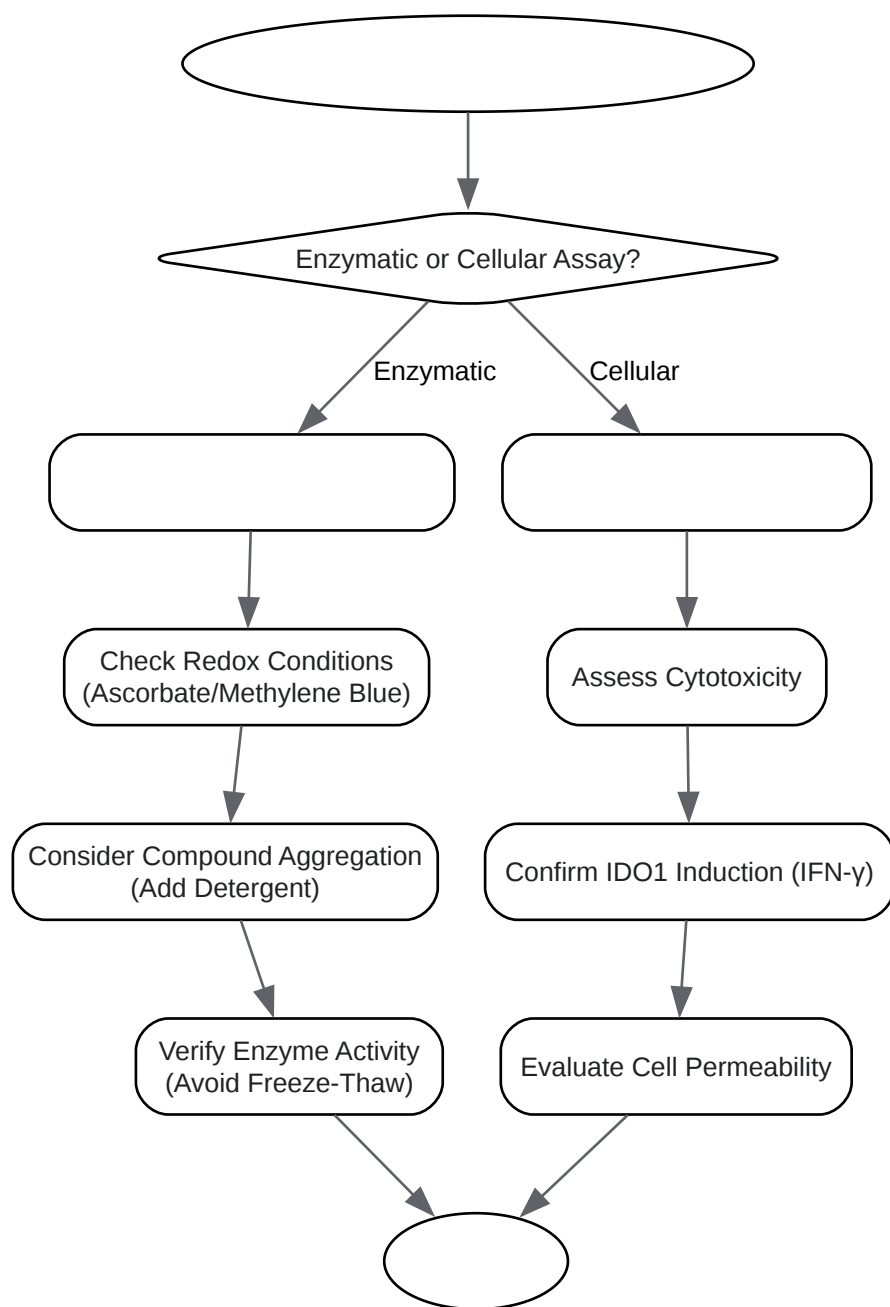 Enzymatic or Cellular Assay?
Enzymatic
Cellular
Check Redox Conditions
(Ascorbate/Methylene Blue)
Assess Cytotoxicity
Consider Compound Aggregation
(Add Detergent)
Confirm IDO1 Induction (IFN-γ)
Verify Enzyme Activity
(Avoid Freeze-Thaw)
Evaluate Cell Permeability